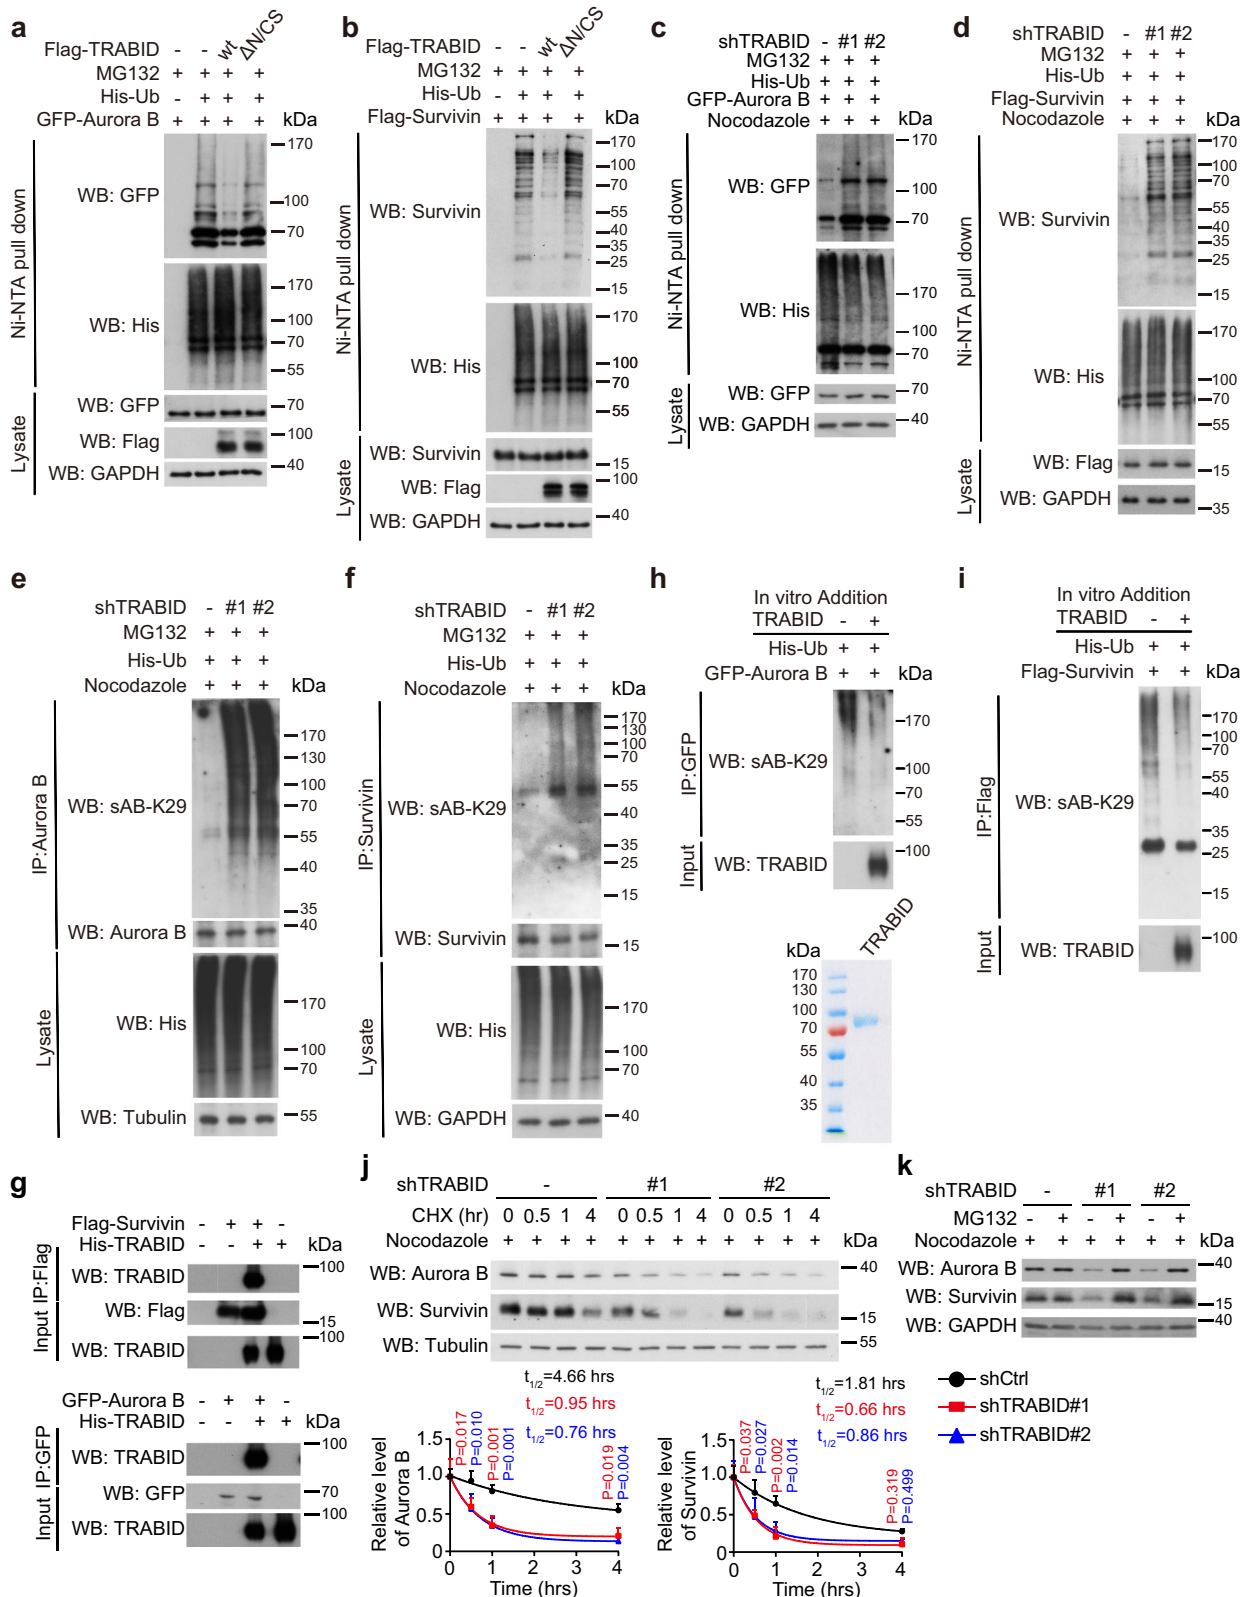 a
Flag-TRABID - - wt ΔN/CS
MG132 + + + +
His-Ub - + + +
GFP-Aurora B + + + + kDa
Ni-NTA pull down
WB: GFP
170
100
70
WB: His
170
100
70
55
Lysate
WB: GFP 70
WB: Flag 100
WB: GAPDH 40
b
Flag-TRABID - - wt ΔN/CS
MG132 + + + +
His-Ub - + + +
Flag-Survivin + + + + kDa
Ni-NTA pull down
WB: Survivin
170
100
70
55
40
35
25
15
WB: His
170
100
70
55
Lysate
WB: Survivin 15
WB: Flag 100
WB: GAPDH 40
c
shTRABID - #1 #2
MG132 + + +
His-Ub + + +
GFP-Aurora B + + +
Nocodazole + + + kDa
Ni-NTA pull down
WB: GFP
170
100
70
WB: His
170
100
70
Lysate
WB: GFP 70
WB: GAPDH 40
d
shTRABID - #1 #2
MG132 + + +
His-Ub + + +
Flag-Survivin + + +
Nocodazole + + + kDa
Ni-NTA pull down
WB: Survivin
170
100
70
55
40
35
25
15
WB: His
170
100
70
55
Lysate
WB: Flag 15
WB: GAPDH 35
e
shTRABID - #1 #2
MG132 + + +
His-Ub + + +
Nocodazole + + + kDa
IP:Aurora B
WB: sAB-K29
170
130
100
70
55
40
35
WB: Aurora B 40
Lysate
WB: His
170
100
70
WB: Tubulin 55
f
shTRABID - #1 #2
MG132 + + +
His-Ub + + +
Nocodazole + + + kDa
IP:Survivin
WB: sAB-K29
170
130
100
70
55
40
35
25
15
WB: Survivin 15
Lysate
WB: His
170
100
70
WB: GAPDH 40
h
In vitro Addition
TRABID - +
His-Ub + +
GFP-Aurora B + + kDa
IP:GFP
WB: sAB-K29
170
100
70
55
Input
WB: TRABID 100
kDa TRABID
170
130
100
70
55
40
35
i
In vitro Addition
TRABID - +
His-Ub + +
Flag-Survivin + + kDa
IP:Flag
WB: sAB-K29
170
100
70
55
40
35
25
15
Input
WB: TRABID 100
g
Flag-Survivin - + + -
His-TRABID - - + + kDa
IP:Flag
WB: TRABID 100
Input
WB: Flag 15
WB: TRABID 100
GFP-Aurora B - + + -
His-TRABID - - + + kDa
IP:GFP
WB: TRABID 100
Input
WB: GFP 70
WB: TRABID 100
j
shTRABID - #1 #2
CHX (hr) 0 0.5 1 4 0 0.5 1 4 0 0.5 1 4
Nocodazole + + + + + + + + + + + + kDa
WB: Aurora B 40
WB: Survivin 15
WB: Tubulin 55
t1/2=4.66 hrs
t1/2=0.95 hrs
t1/2=0.76 hrs
P=0.017
P=0.010
P=0.001
P=0.001
P=0.019
P=0.004
Relative level of Aurora B
1.5
1.0
0.5
0
0 1 2 3 4
Time (hrs)
t1/2=1.81 hrs
t1/2=0.66 hrs
t1/2=0.86 hrs
P=0.037
P=0.027
P=0.002
P=0.014
P=0.319
P=0.499
Relative level of Survivin
1.5
1.0
0.5
0
0 1 2 3 4
Time (hrs)
k
shTRABID - #1 #2
MG132 - + - + - +
Nocodazole + + + + + + kDa
WB: Aurora B 40
WB: Survivin 15
WB: GAPDH 40
shCtrl
shTRABID#1
shTRABID#2